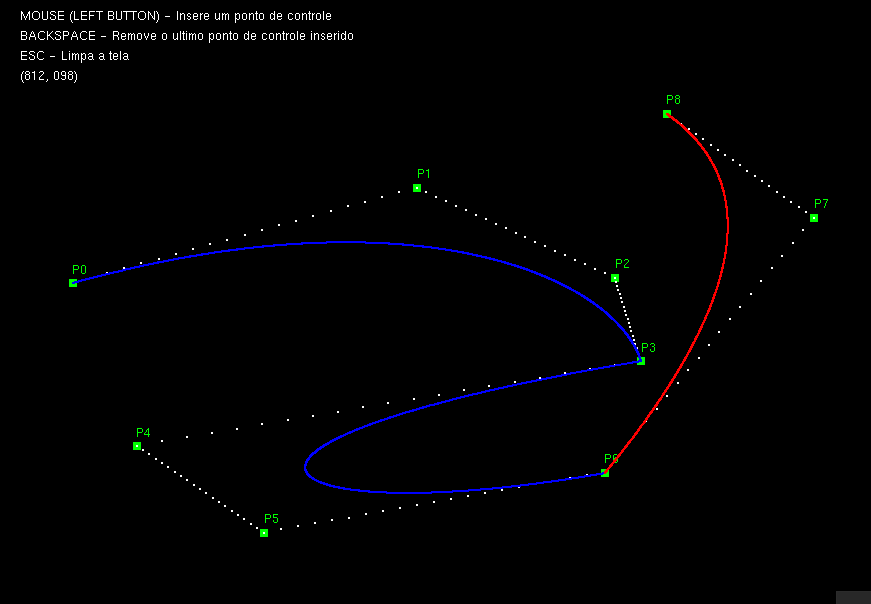 MOUSE (LEFT BUTTON) - Insere um ponto de controle
BACKSPACE - Remove o ultimo ponto de controle inserido
ESC - Limpa a tela
(812, 098)
P8
P1
P7
P2
P0
P3
P4
P6
P5